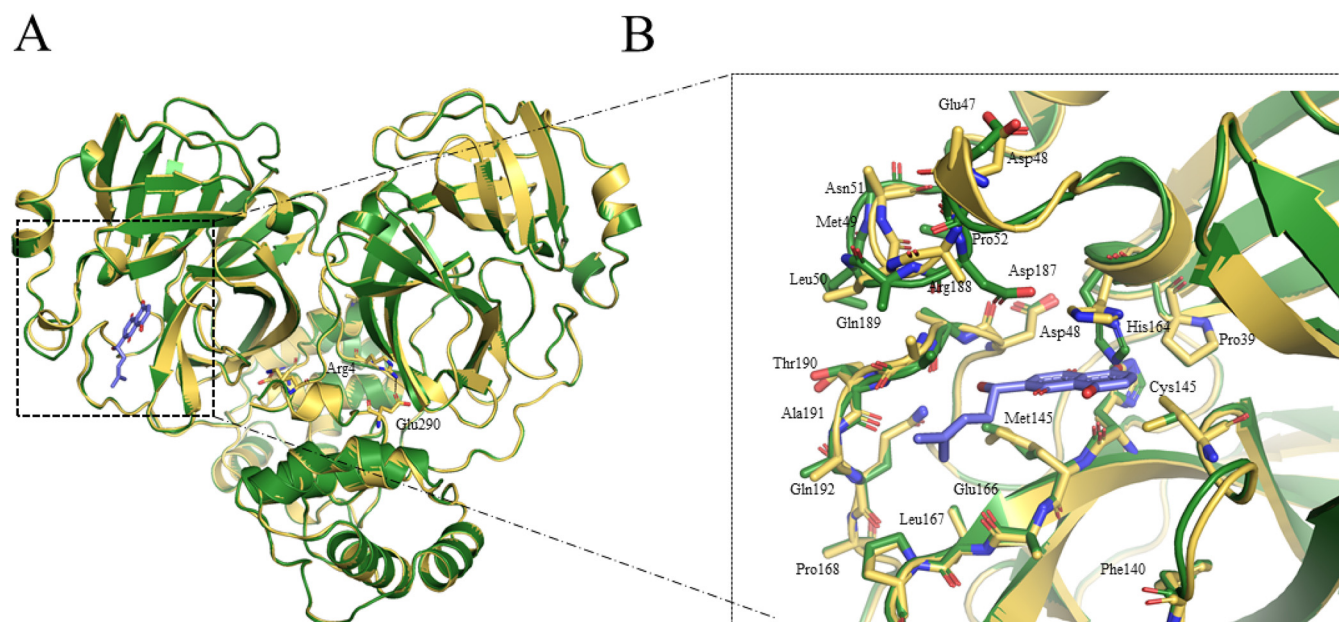 A
B
Arg4
Glu290
Glu47
Asp48
Asn51
Met49
Pro52
Asp187
Leu50
Arg188
Gln189
Asp48
His164
Pro39
Thr190
Cys145
Ala191
Met145
Gln192
Glu166
Leu167
Pro168
Phe140